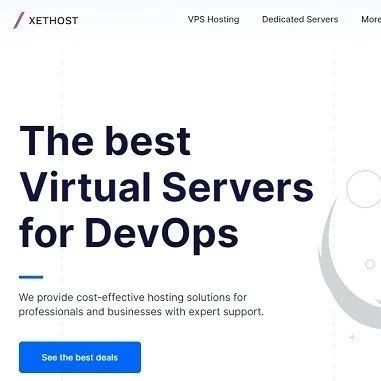 XETHOST
VPS Hosting
Dedicated Servers
More
The best
Virtual Servers
for DevOps
We provide cost-effective hosting solutions for
professionals and businesses with expert support.
See the best deals